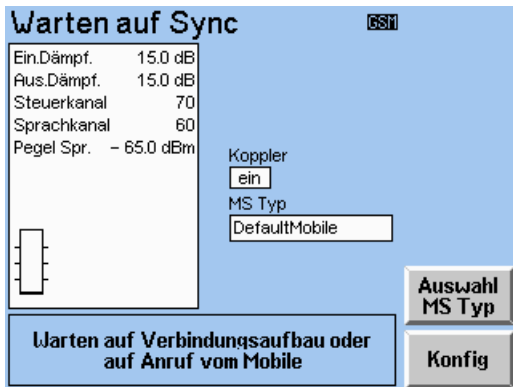 Warten auf Sync
GSM
Ein.Dämpf. 15.0 dB
Aus.Dämpf. 15.0 dB
Steuerkanal 70
Sprachkanal 60
Pegel Spr. – 65.0 dBm
Koppler
ein
MS Typ
DefaultMobile
Auswahl
MS Typ
Warten auf Verbindungsaufbau oder
auf Anruf vom Mobile
Konfig